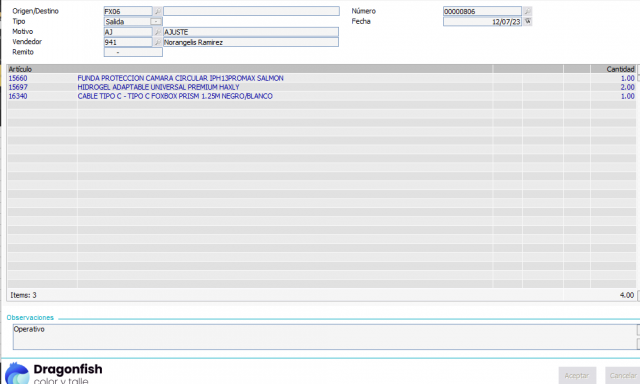 Origen/Destino FX06 Número 00000806
Tipo Salida Fecha 12/07/23
Motivo AJ AJUSTE
Vendedor 941 Norangelis Ramirez
Remito -
Artículo Cantidad
15660 FUNDA PROTECCION CAMARA CIRCULAR IPH13PROMAX SALMON 1.00
15697 HIDROGEL ADAPTABLE UNIVERSAL PREMIUM HAXLY 2.00
16340 CABLE TIPO C - TIPO C FOXBOX PRISM 1.25M NEGRO/BLANCO 1.00
Items: 3 4.00
Observaciones
Operativo
Dragonfish
color y talle
Aceptar Cancelar